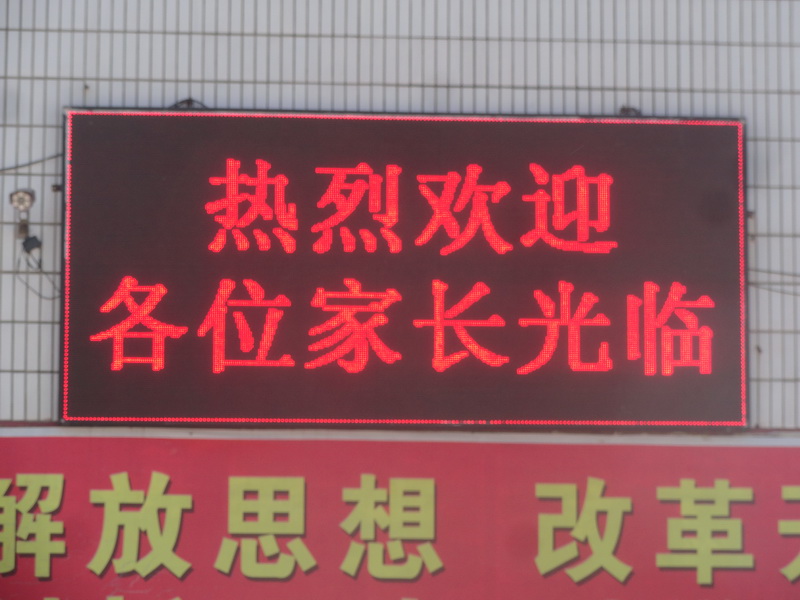 热烈欢迎
各位家长光临
解放思想 改革